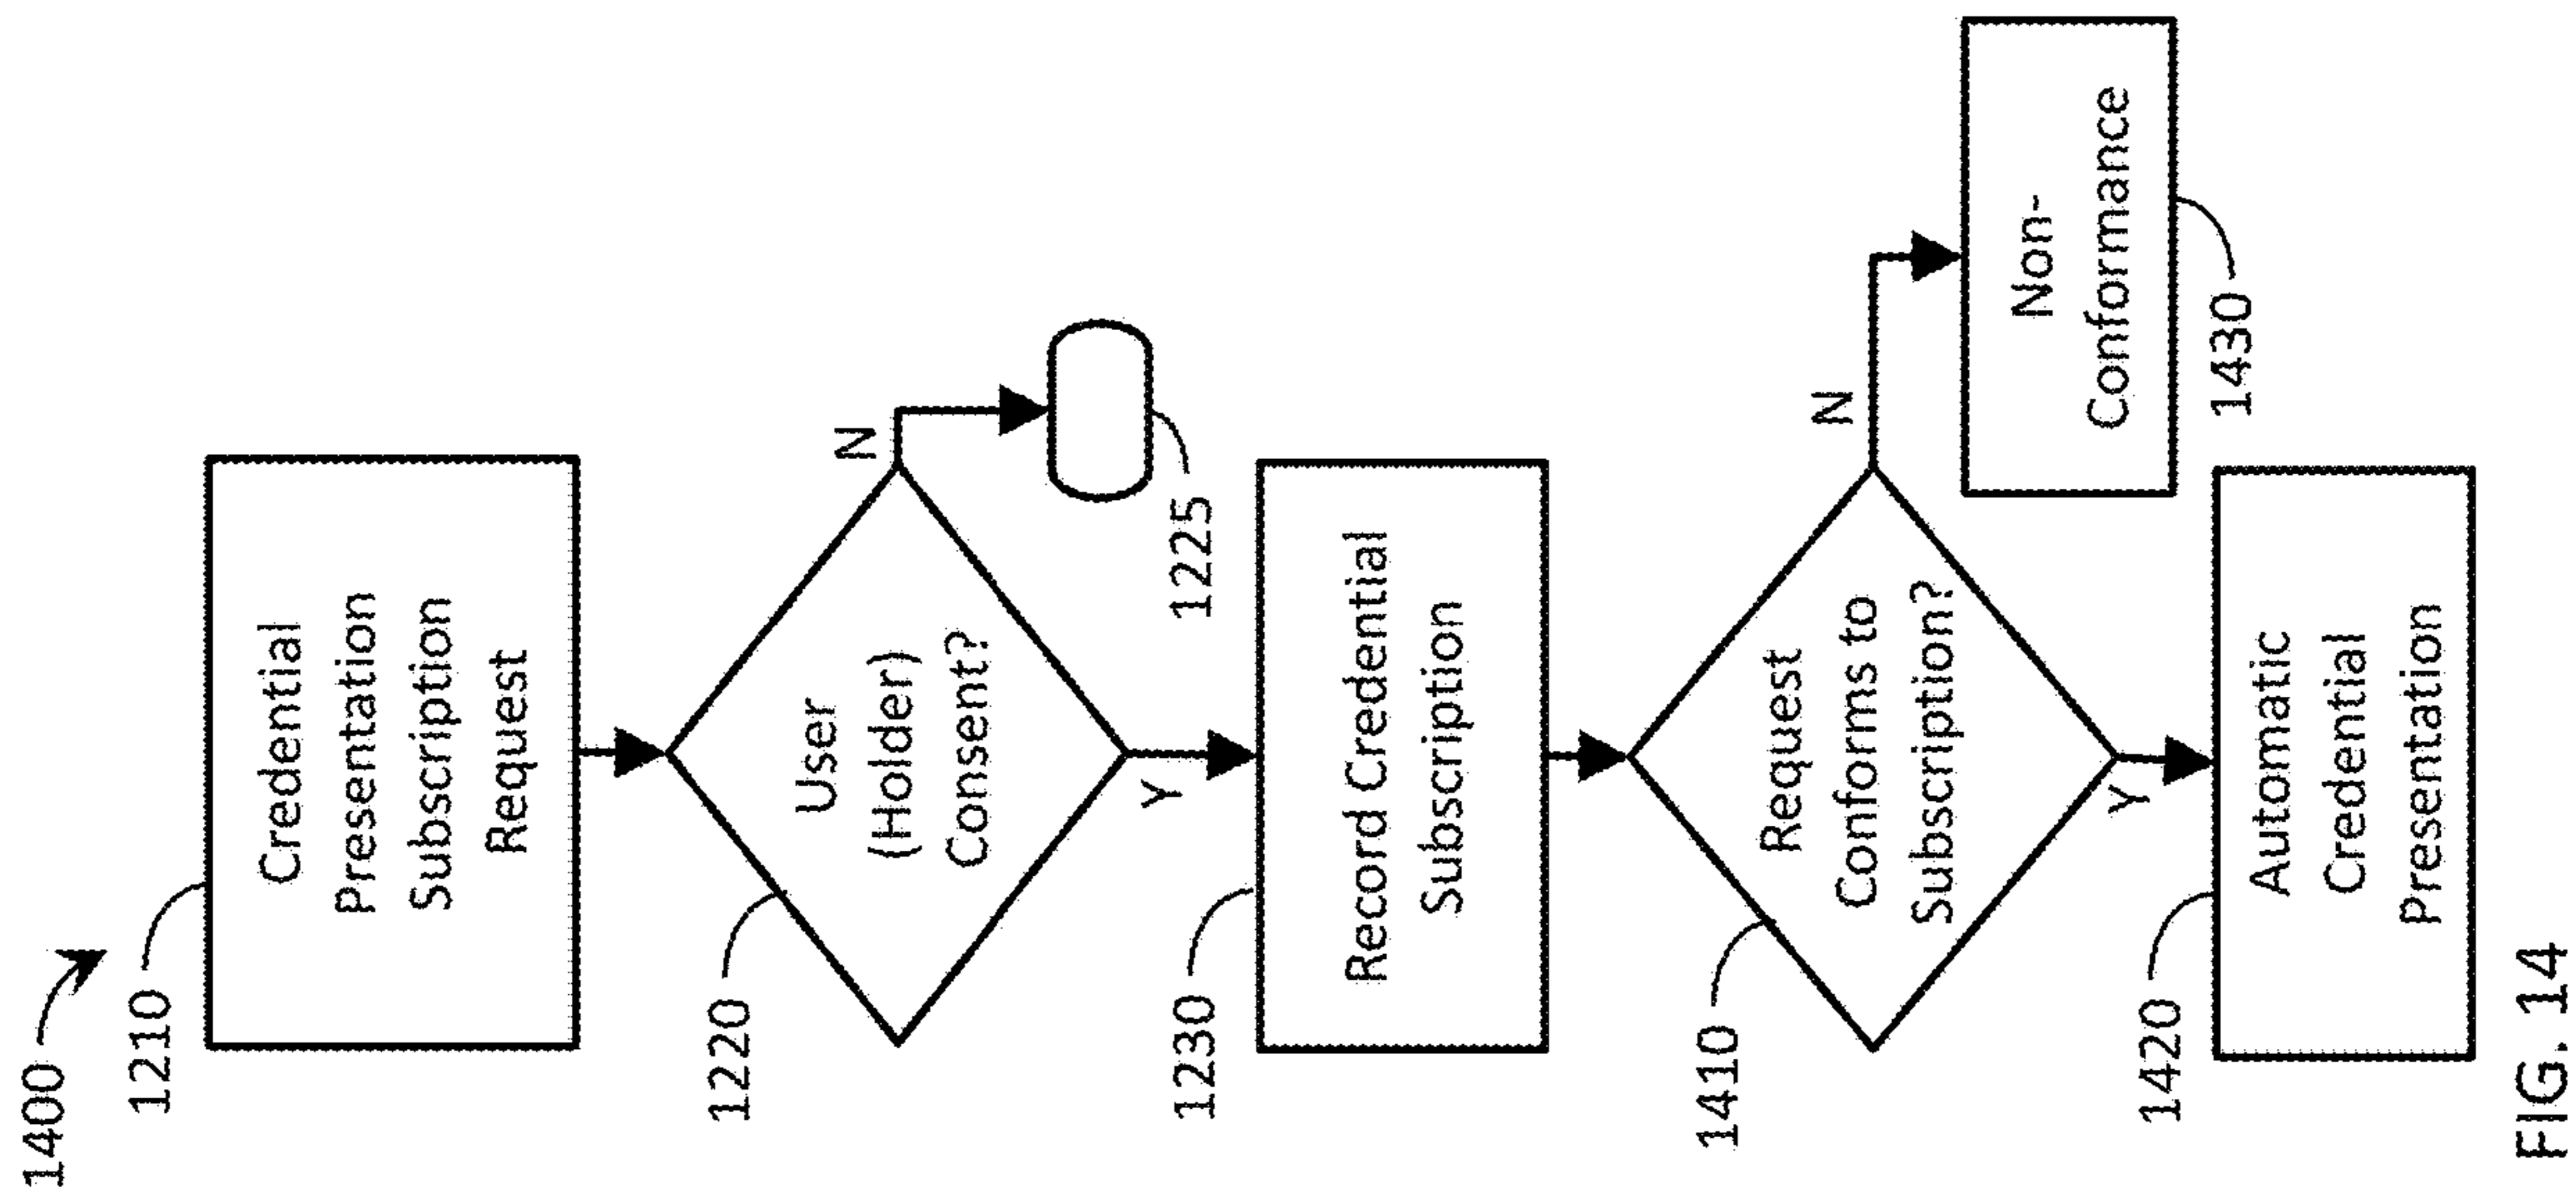 1400
1210
Credential
Presentation
Subscription
Request
1220
User
(Holder)
Consent?
N
1225
Y
1230
Record Credential
Subscription
1410
Request
Conforms to
Subscription?
N
Non-
Conformance
1430
Y
1420
Automatic
Credential
Presentation
FIG. 14